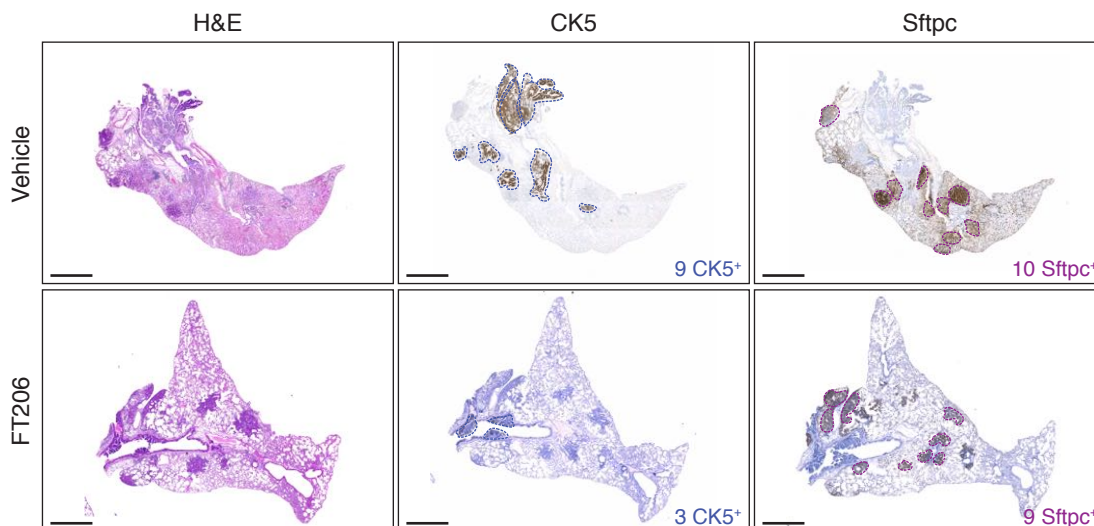 H&E
CK5
Sftpc
Vehicle
9 CK5⁺
10 Sftpc⁺
FT206
3 CK5⁺
9 Sftpc⁺